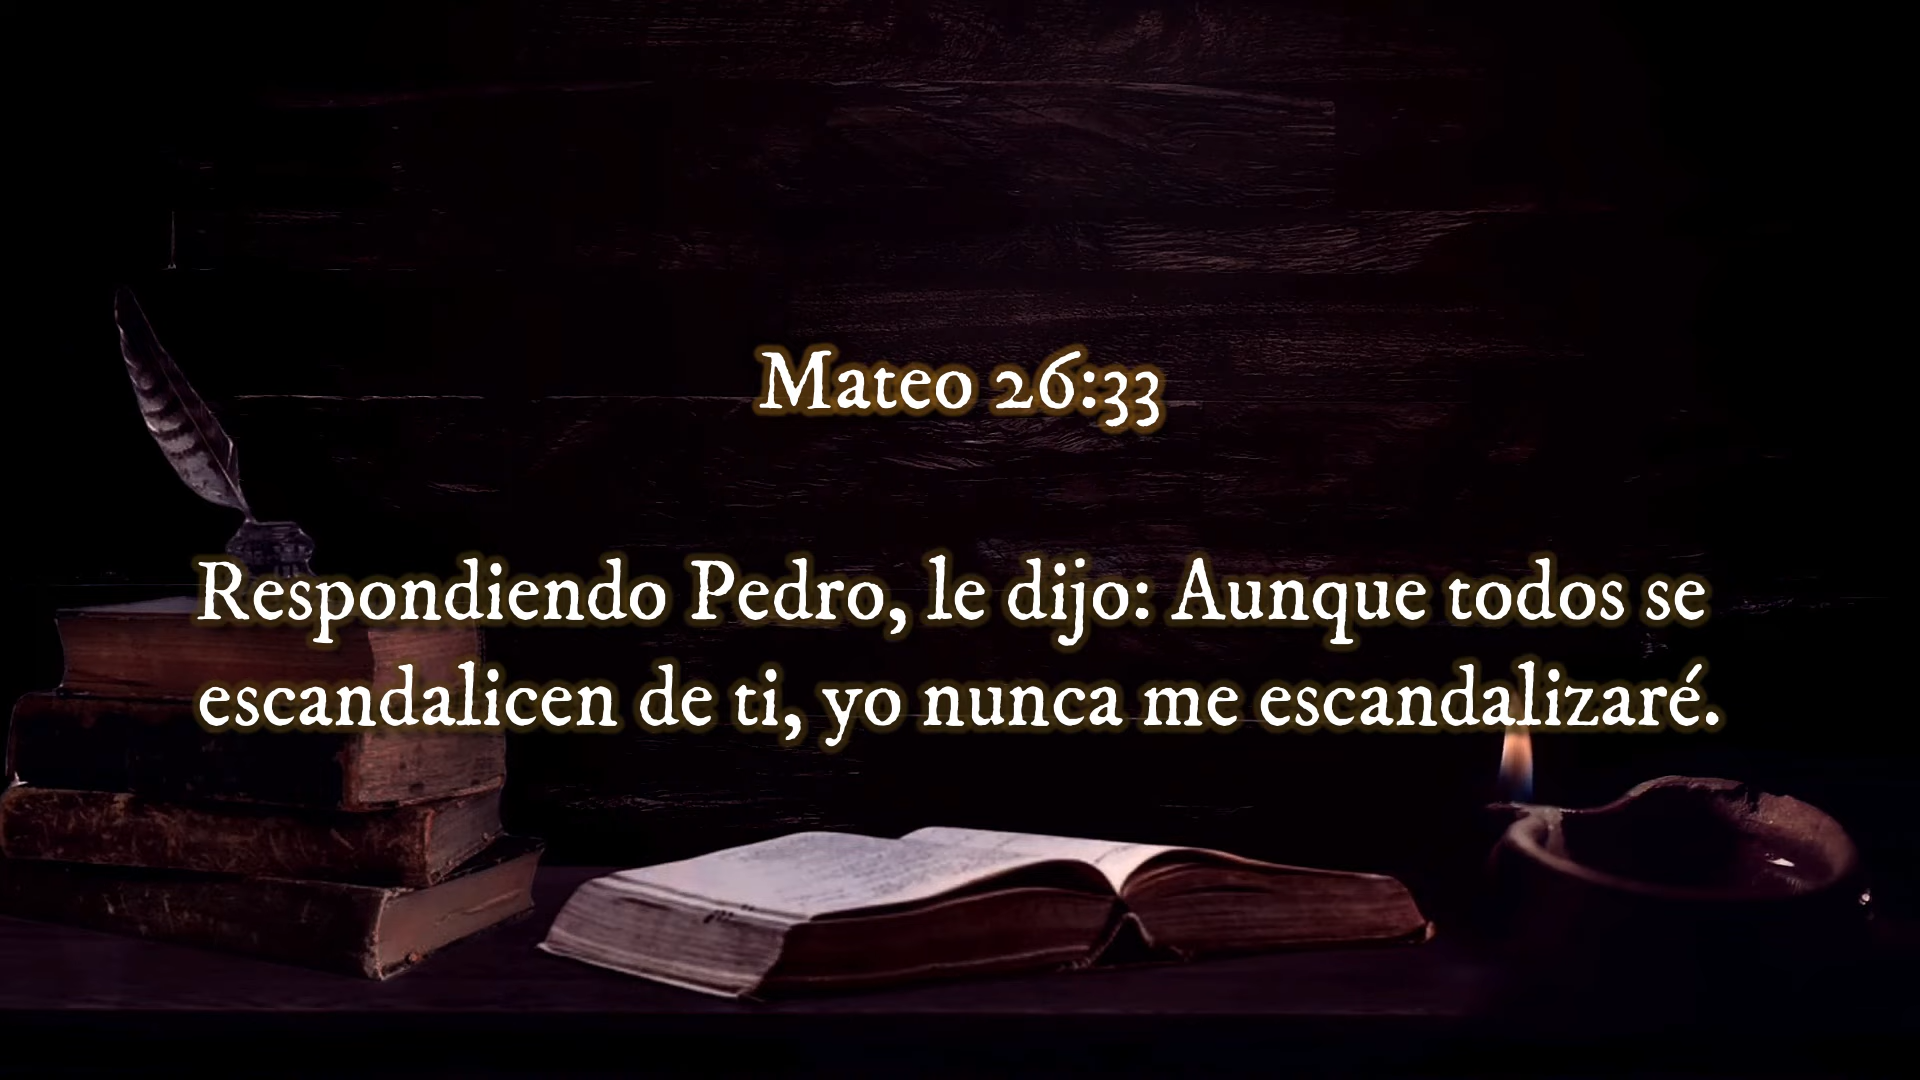 Mateo 26:33
Respondiendo Pedro, le dijo: Aunque todos se
escandalicen de ti, yo nunca me escandalizaré.